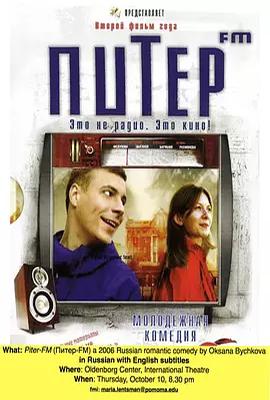 ПРЕДСТАВЛЯЕТ
Второй фильм года
ПИТЕР
FM
Это не радио. Это кино!
МОЛОДЕЖНАЯ
КОМЕДИЯ
What: Piter-FM (Питер-FM) a 2006 Russian romantic comedy by Oksana Bychkova
in Russian with English subtitles
Where: Oldenborg Center, International Theatre
When: Thursday, October 10, 8.30 pm
fmi: maria.lentsman@pomoma.edu